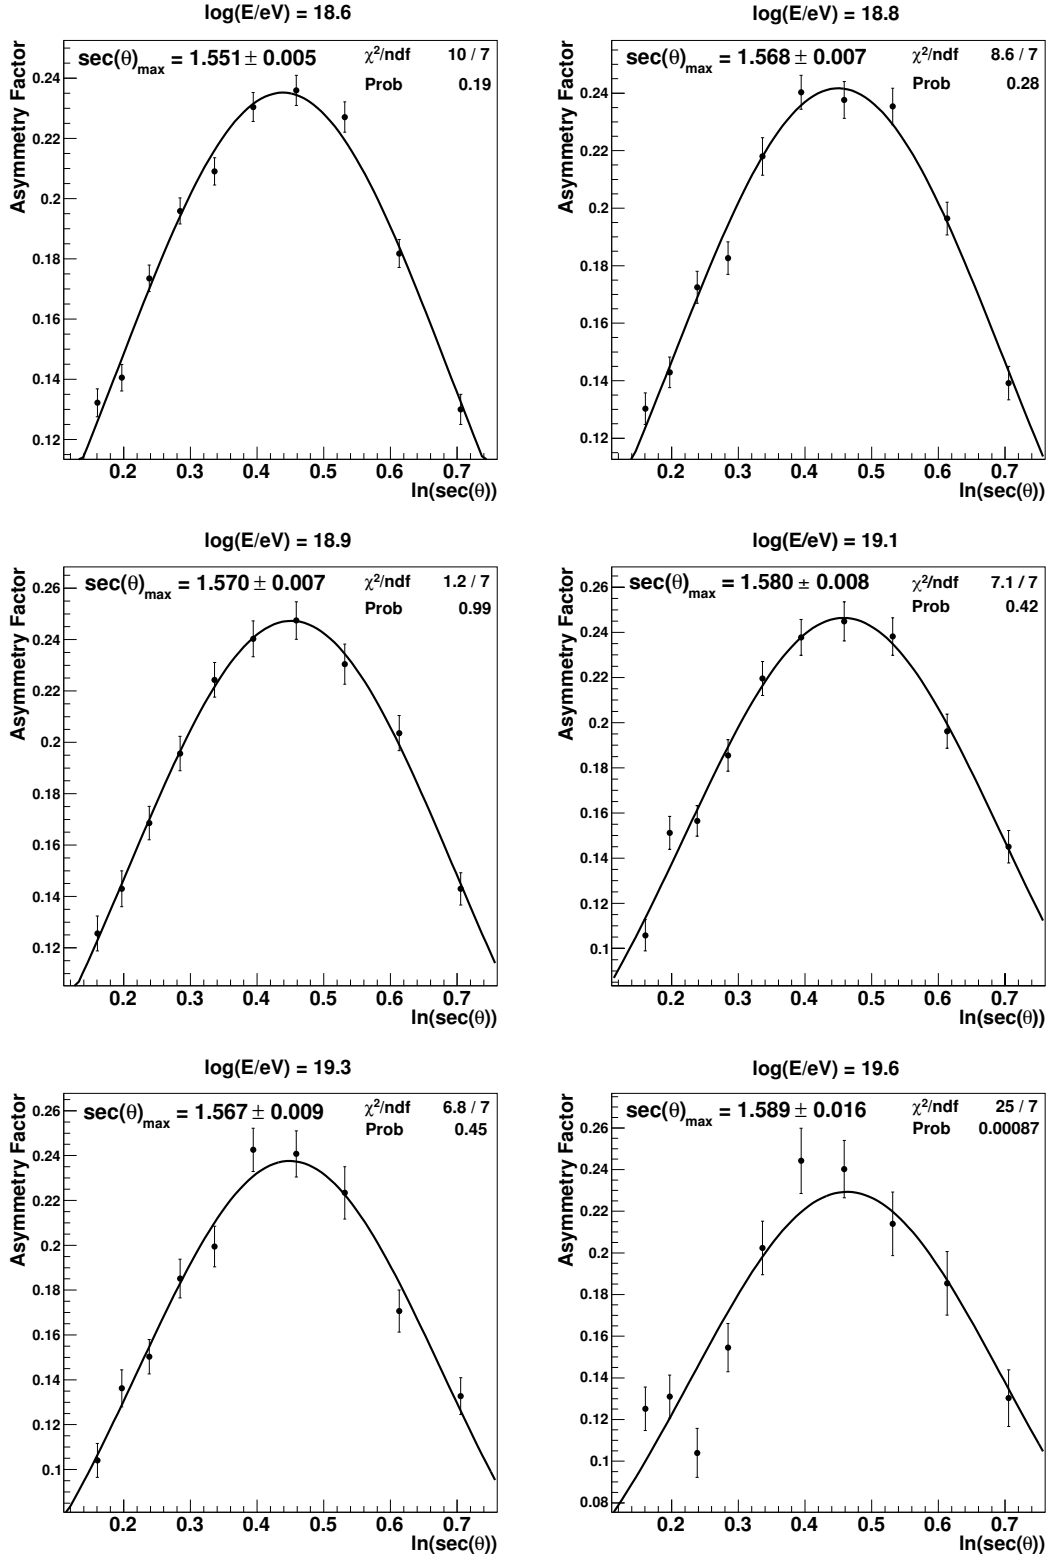 log(E/eV) = 18.6
sec(θ)max = 1.551 ± 0.005
χ²/ndf 10 / 7
Prob 0.19
Asymmetry Factor
0.24
0.22
0.2
0.18
0.16
0.14
0.12
0.2 0.3 0.4 0.5 0.6 0.7
ln(sec(θ))
log(E/eV) = 18.8
sec(θ)max = 1.568 ± 0.007
χ²/ndf 8.6 / 7
Prob 0.28
Asymmetry Factor
0.24
0.22
0.2
0.18
0.16
0.14
0.12
0.2 0.3 0.4 0.5 0.6 0.7
ln(sec(θ))
log(E/eV) = 18.9
sec(θ)max = 1.570 ± 0.007
χ²/ndf 1.2 / 7
Prob 0.99
Asymmetry Factor
0.26
0.24
0.22
0.2
0.18
0.16
0.14
0.12
0.2 0.3 0.4 0.5 0.6 0.7
ln(sec(θ))
log(E/eV) = 19.1
sec(θ)max = 1.580 ± 0.008
χ²/ndf 7.1 / 7
Prob 0.42
Asymmetry Factor
0.26
0.24
0.22
0.2
0.18
0.16
0.14
0.12
0.1
0.2 0.3 0.4 0.5 0.6 0.7
ln(sec(θ))
log(E/eV) = 19.3
sec(θ)max = 1.567 ± 0.009
χ²/ndf 6.8 / 7
Prob 0.45
Asymmetry Factor
0.26
0.24
0.22
0.2
0.18
0.16
0.14
0.12
0.1
0.2 0.3 0.4 0.5 0.6 0.7
ln(sec(θ))
log(E/eV) = 19.6
sec(θ)max = 1.589 ± 0.016
χ²/ndf 25 / 7
Prob 0.00087
Asymmetry Factor
0.26
0.24
0.22
0.2
0.18
0.16
0.14
0.12
0.1
0.08
0.2 0.3 0.4 0.5 0.6 0.7
ln(sec(θ))